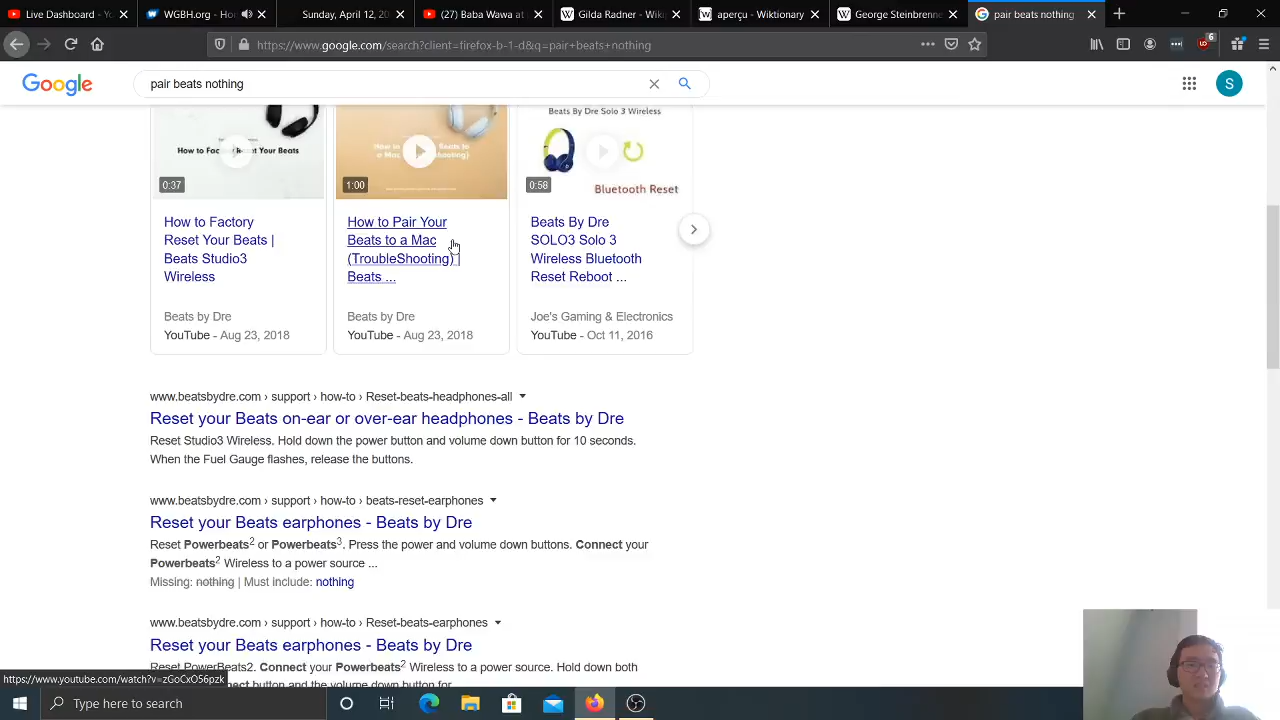 Live Dashboard - Yo
WGBH.org - Ho
Sunday, April 12, 20
(27) Baba Wawa at
Gilda Radner - Wiki
aperçu - Wiktionary
George Steinbrenne
pair beats nothing
https://www.google.com/search?client=firefox-b-1-d&q=pair+beats+nothing
6
Google
pair beats nothing
S
How to Factory Reset Your Beats
0:37
1:00
Beats By Dre Solo 3 Wireless
Bluetooth Reset
0:58
How to Factory
Reset Your Beats |
Beats Studio3
Wireless
Beats by Dre
YouTube - Aug 23, 2018
How to Pair Your
Beats to a Mac
(TroubleShooting) |
Beats ...
Beats by Dre
YouTube - Aug 23, 2018
Beats By Dre
SOLO3 Solo 3
Wireless Bluetooth
Reset Reboot ...
Joe's Gaming & Electronics
YouTube - Oct 11, 2016
www.beatsbydre.com › support › how-to › Reset-beats-headphones-all
Reset your Beats on-ear or over-ear headphones - Beats by Dre
Reset Studio3 Wireless. Hold down the power button and volume down button for 10 seconds.
When the Fuel Gauge flashes, release the buttons.
www.beatsbydre.com › support › how-to › beats-reset-earphones
Reset your Beats earphones - Beats by Dre
Reset Powerbeats2 or Powerbeats3. Press the power and volume down buttons. Connect your
Powerbeats2 Wireless to a power source ...
Missing: nothing | Must include: nothing
www.beatsbydre.com › support › how-to › Reset-beats-earphones
Reset your Beats earphones - Beats by Dre
Reset PowerBeats2. Connect your Powerbeats2 Wireless to a power source. Hold down both
button and the volume down button for
https://www.youtube.com/watch?v=zGoCxO56pzk
Type here to search